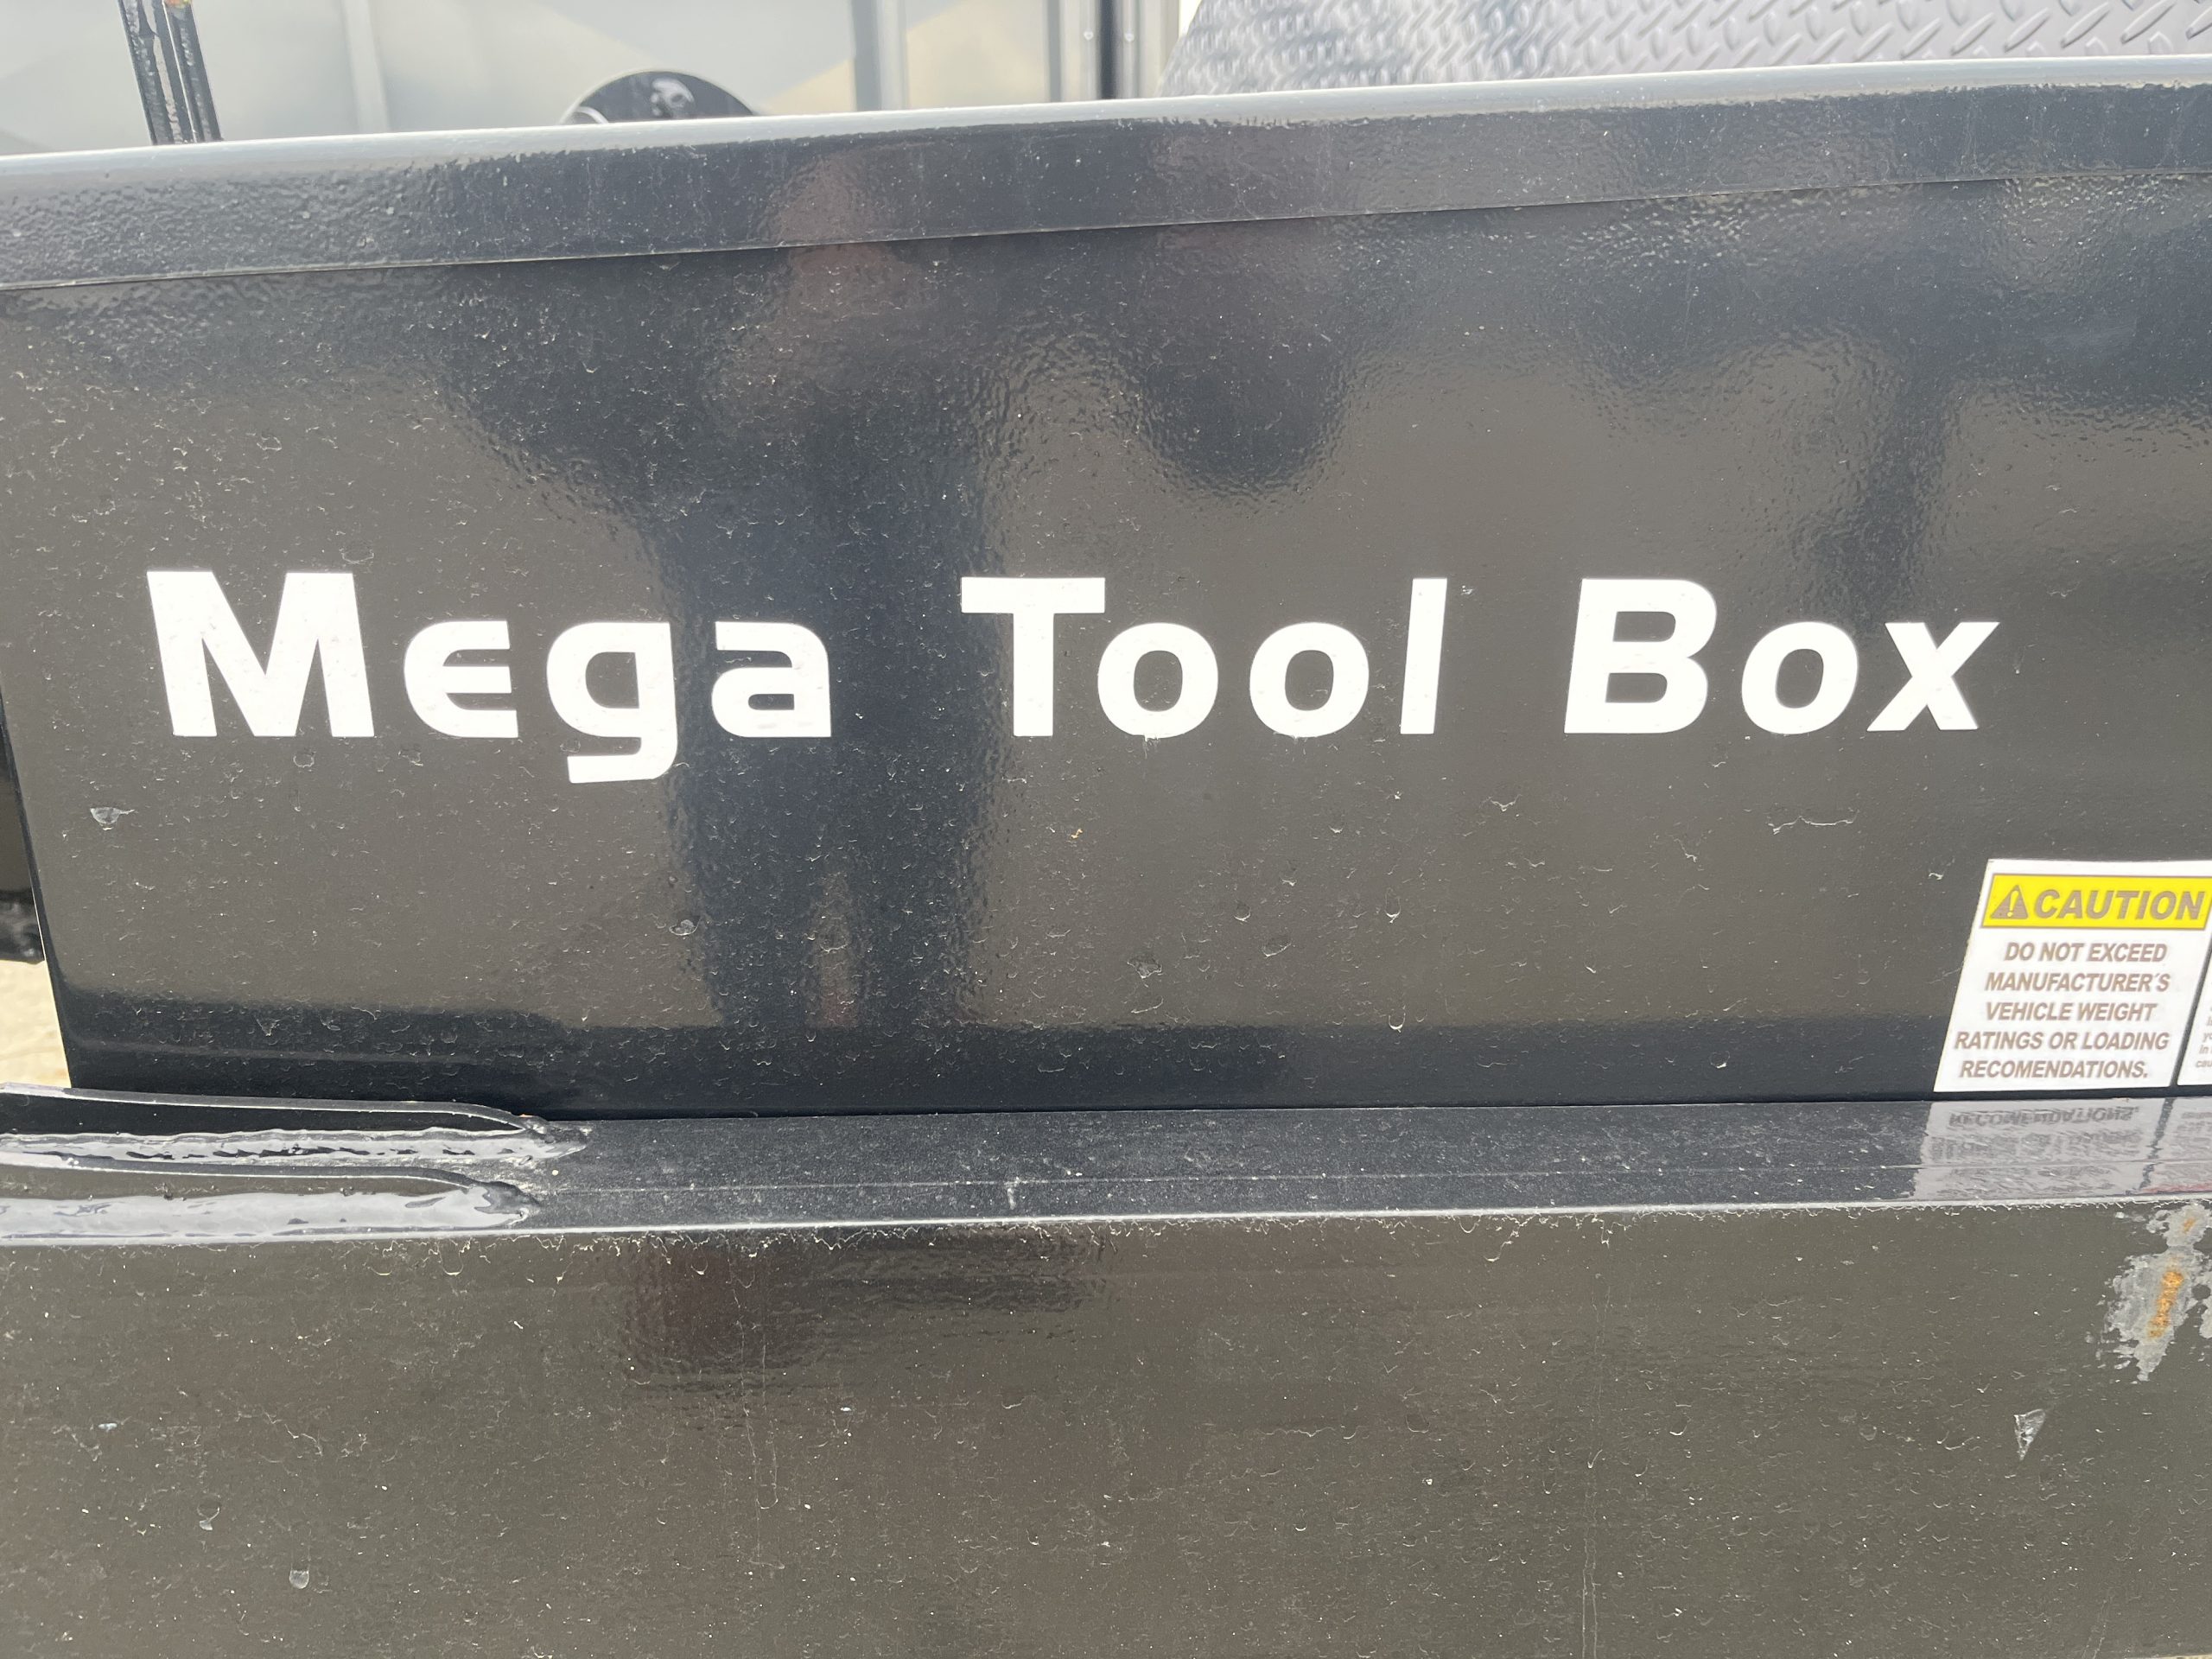 Mega Tool Box
CAUTION
DO NOT EXCEED
MANUFACTURER'S
VEHICLE WEIGHT
RATINGS OR LOADING
RECOMENDATIONS.